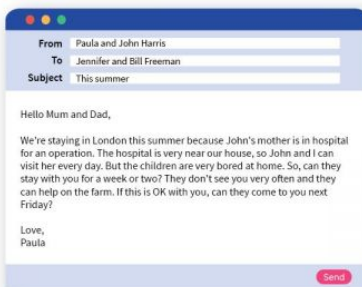 From Paula and John Harris
To Jennifer and Bill Freeman
Subject This summer
Hello Mum and Dad,
We're staying in London this summer because John's mother is in hospital
for an operation. The hospital is very near our house, so John and I can
visit her every day. But the children are very bored at home. So, can they
stay with you for a week or two? They don't see you very often and they
can help on the farm. If this is OK with you, can they come to you next
Friday?
Love,
Paula
Send